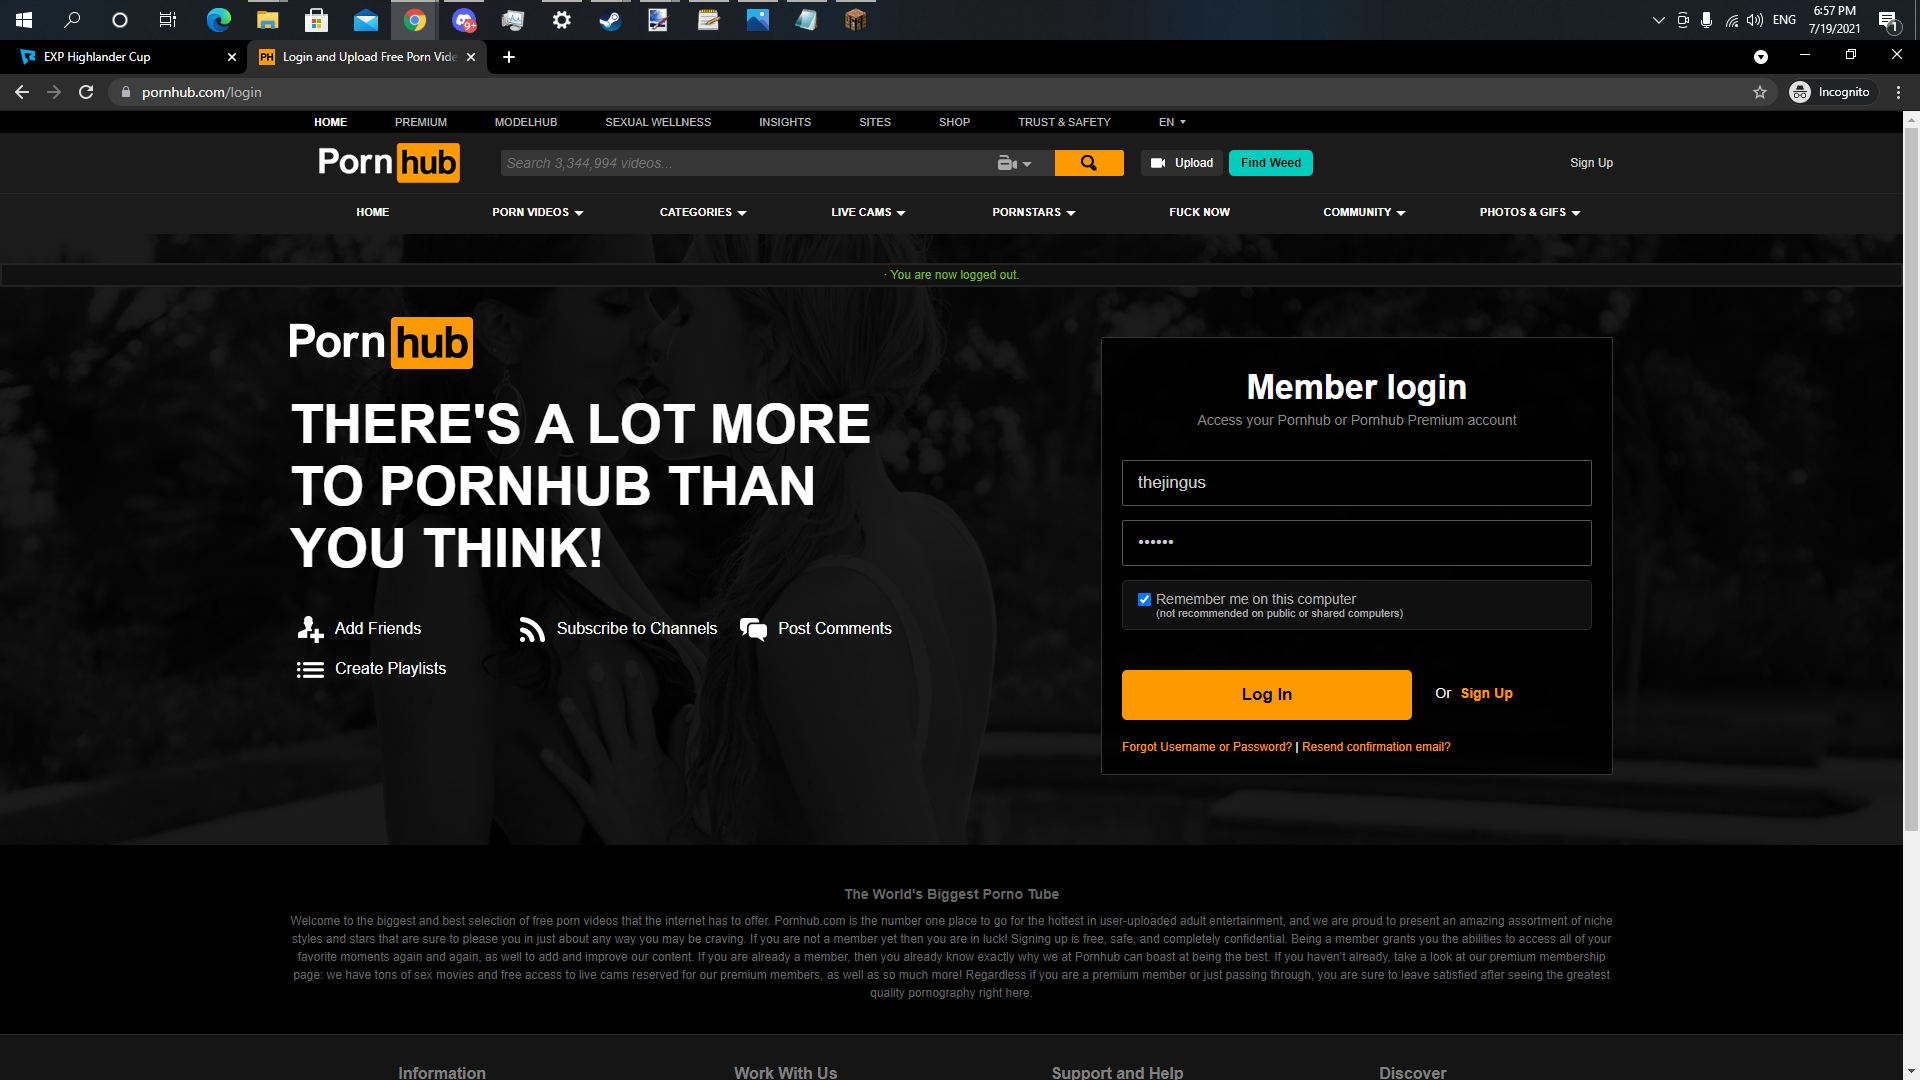 6:57 PM
ENG
7/19/2021
9+
1
EXP Highlander Cup
PH Login and Upload Free Porn Vide
pornhub.com/login
Incognito
HOME PREMIUM MODELHUB SEXUAL WELLNESS INSIGHTS SITES SHOP TRUST & SAFETY EN
Porn hub
Search 3,344,994 videos...
Upload
Find Weed
Sign Up
HOME PORN VIDEOS CATEGORIES LIVE CAMS PORNSTARS FUCK NOW COMMUNITY PHOTOS & GIFS
· You are now logged out.
Porn hub
THERE'S A LOT MORE
TO PORNHUB THAN
YOU THINK!
Add Friends Subscribe to Channels Post Comments
Create Playlists
Member login
Access your Pornhub or Pornhub Premium account
thejingus
••••••
Remember me on this computer
(not recommended on public or shared computers)
Log In
Or Sign Up
Forgot Username or Password? | Resend confirmation email?
The World's Biggest Porno Tube
Welcome to the biggest and best selection of free porn videos that the internet has to offer. Pornhub.com is the number one place to go for the hottest in user-uploaded adult entertainment, and we are proud to present an amazing assortment of niche
styles and stars that are sure to please you in just about any way you may be craving. If you are not a member yet then you are in luck! Signing up is free, safe, and completely confidential. Being a member grants you the abilities to access all of your
favorite moments again and again, as well to add and improve our content. If you are already a member, then you already know exactly why we at Pornhub can boast at being the best. If you haven't already, take a look at our premium membership
page: we have tons of sex movies and free access to live cams reserved for our premium members, as well as so much more! Regardless if you are a premium member or just passing through, you are sure to leave satisfied after seeing the greatest
quality pornography right here.
Information Work With Us Support and Help Discover